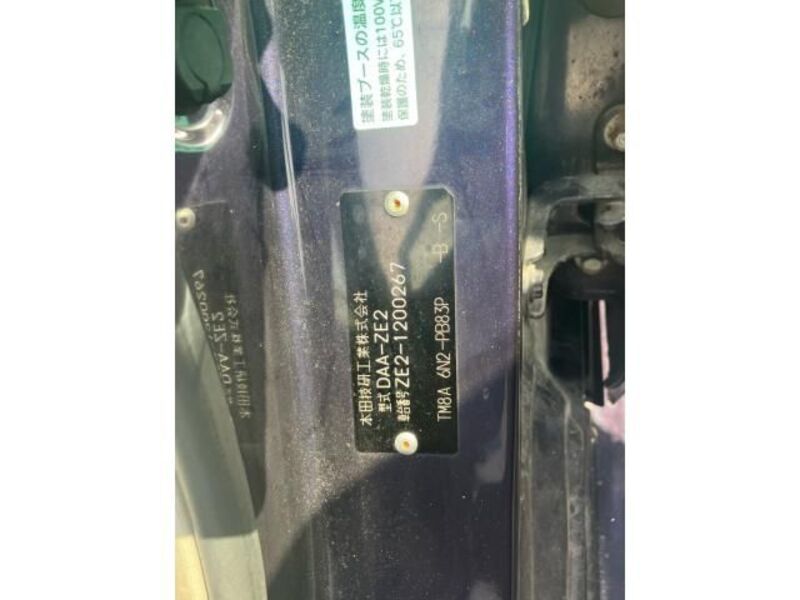 塗装ブースの温度
塗装乾燥時には100V
保護のため、65℃以
本田技研工業株式会社
型式 DAA-ZE2
車台番号 ZE2-1200267
TM8A 6N2-PB83P -B -S